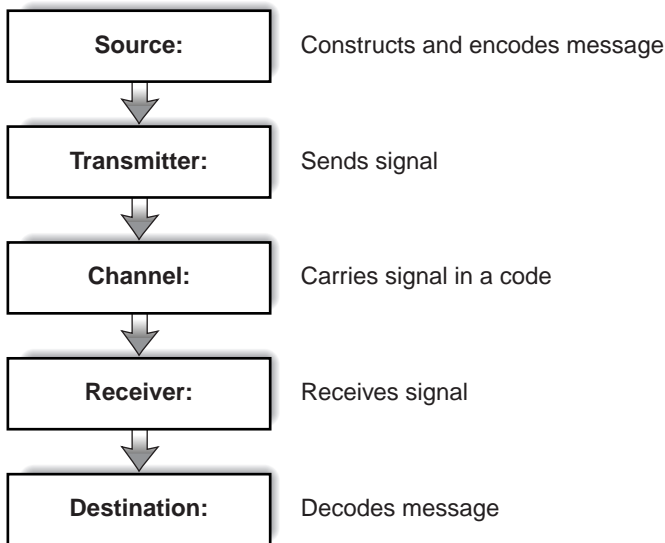 Source: Constructs and encodes message
Transmitter: Sends signal
Channel: Carries signal in a code
Receiver: Receives signal
Destination: Decodes message